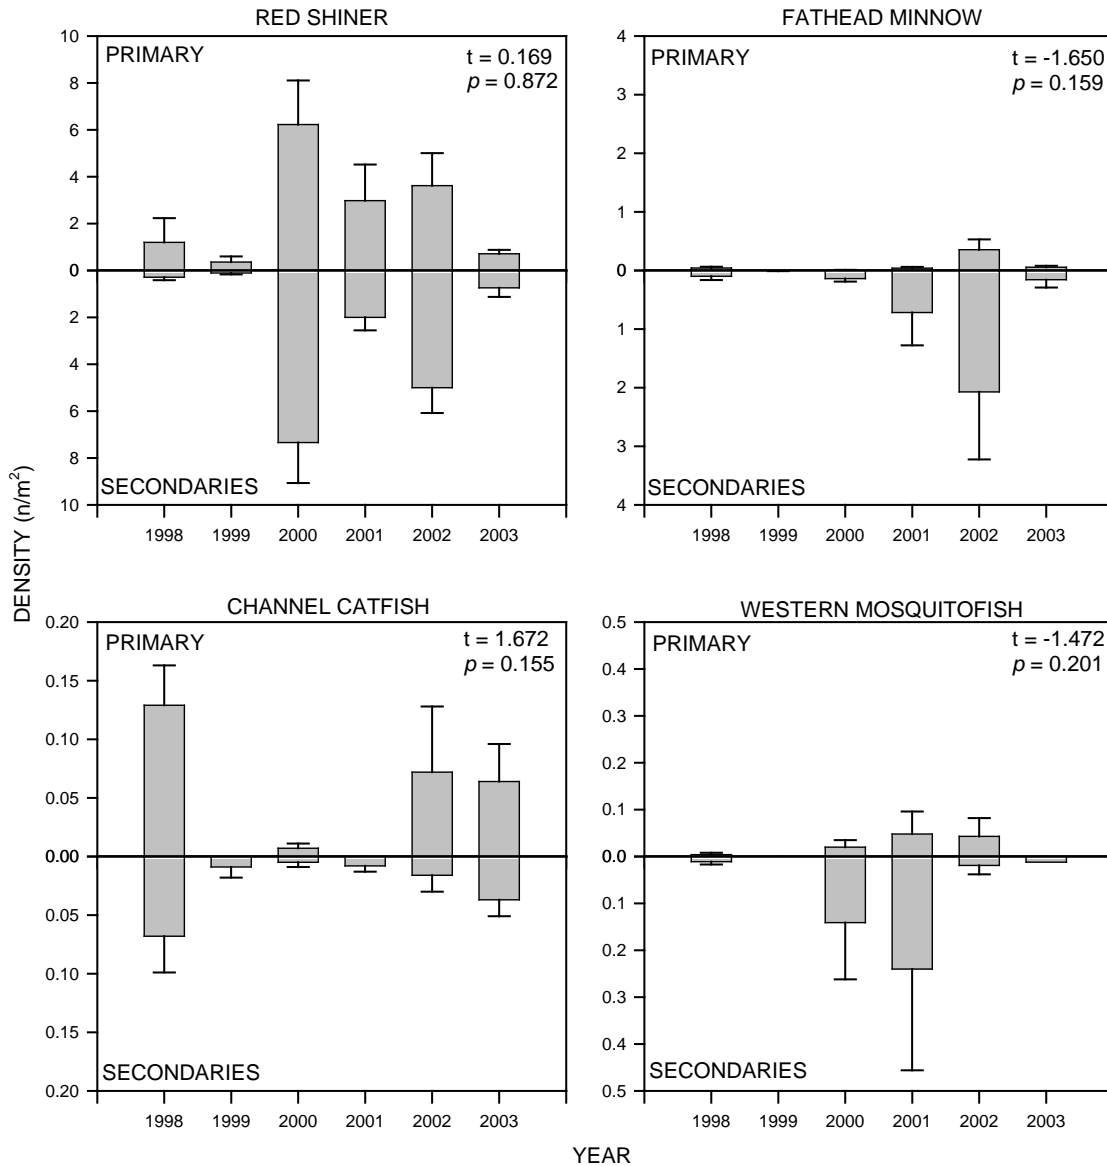 RED SHINER
PRIMARY
t = 0.169
p = 0.872
10
8
6
4
2
0
2
4
6
8
10
SECONDARIES
1998 1999 2000 2001 2002 2003
FATHEAD MINNOW
PRIMARY
t = -1.650
p = 0.159
4
3
2
1
0
1
2
3
4
SECONDARIES
1998 1999 2000 2001 2002 2003
DENSITY (n/m²)
CHANNEL CATFISH
PRIMARY
t = 1.672
p = 0.155
0.20
0.15
0.10
0.05
0.00
0.05
0.10
0.15
0.20
SECONDARIES
1998 1999 2000 2001 2002 2003
WESTERN MOSQUITOFISH
PRIMARY
t = -1.472
p = 0.201
0.5
0.4
0.3
0.2
0.1
0.0
0.1
0.2
0.3
0.4
0.5
SECONDARIES
1998 1999 2000 2001 2002 2003
YEAR